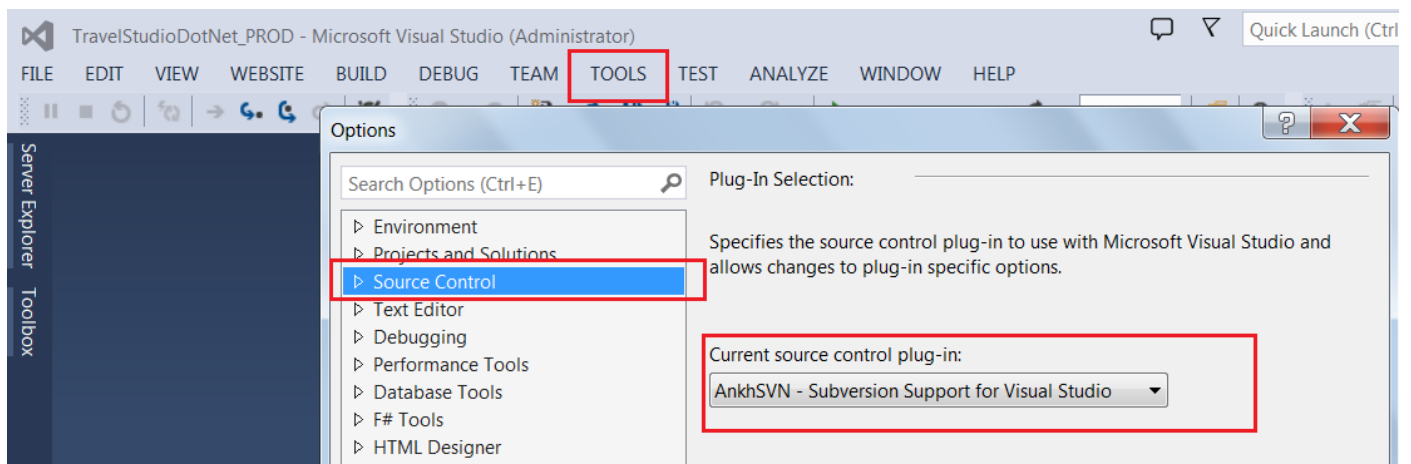 TravelStudioDotNet_PROD - Microsoft Visual Studio (Administrator)
Quick Launch (Ctrl
FILE EDIT VIEW WEBSITE BUILD DEBUG TEAM TOOLS TEST ANALYZE WINDOW HELP
Server Explorer
Toolbox
Options
Search Options (Ctrl+E)
Environment
Projects and Solutions
Source Control
Text Editor
Debugging
Performance Tools
Database Tools
F# Tools
HTML Designer
Plug-In Selection:
Specifies the source control plug-in to use with Microsoft Visual Studio and
allows changes to plug-in specific options.
Current source control plug-in:
AnkhSVN - Subversion Support for Visual Studio